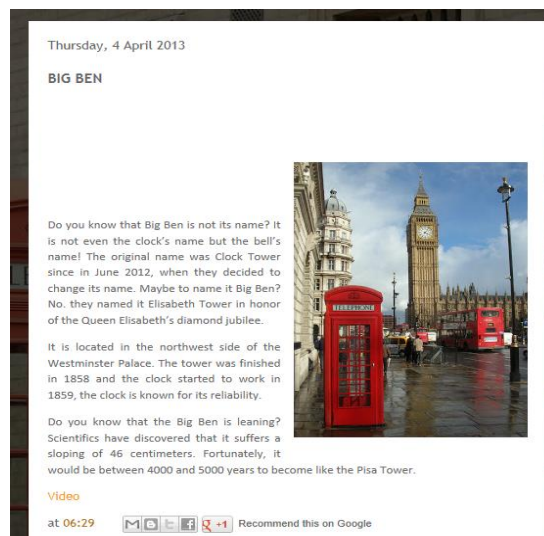 Thursday, 4 April 2013
BIG BEN
Do you know that Big Ben is not its name? It
is not even the clock's name but the bell's
name! The original name was Clock Tower
since in June 2012, when they decided to
change its name. Maybe to name it Big Ben?
No. they named it Elisabeth Tower in honor
of the Queen Elisabeth's diamond jubilee.
It is located in the northwest side of the
Westminster Palace. The tower was finished
in 1858 and the clock started to work in
1859, the clock is known for its reliability.
Do you know that the Big Ben is leaning?
Scientifics have discovered that it suffers a
sloping of 46 centimeters. Fortunately, it
would be between 4000 and 5000 years to become like the Pisa Tower.
TELEPHONE
Video
at 06:29
+1 Recommend this on Google